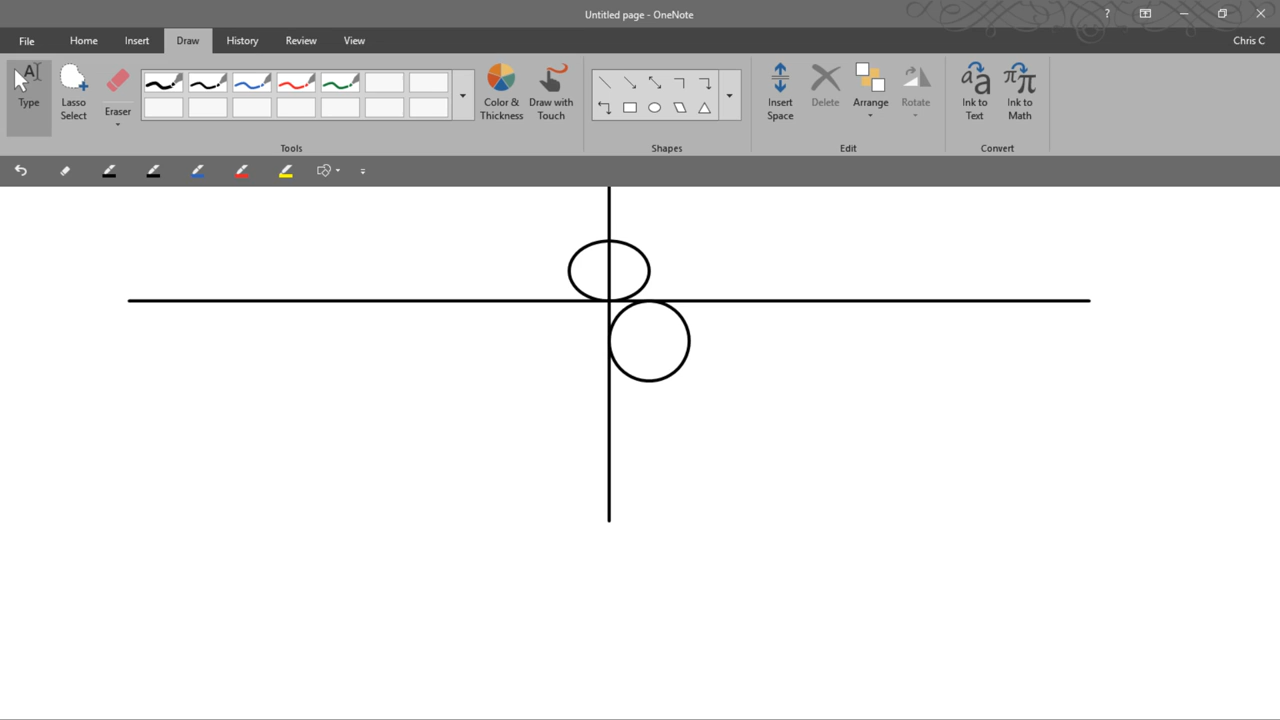 Untitled page - OneNote
?
File Home Insert Draw History Review View Chris C
Type
Lasso Select
Eraser
Color & Thickness
Draw with Touch
Insert Space
Delete
Arrange
Rotate
Ink to Text
Ink to Math
Tools Shapes Edit Convert